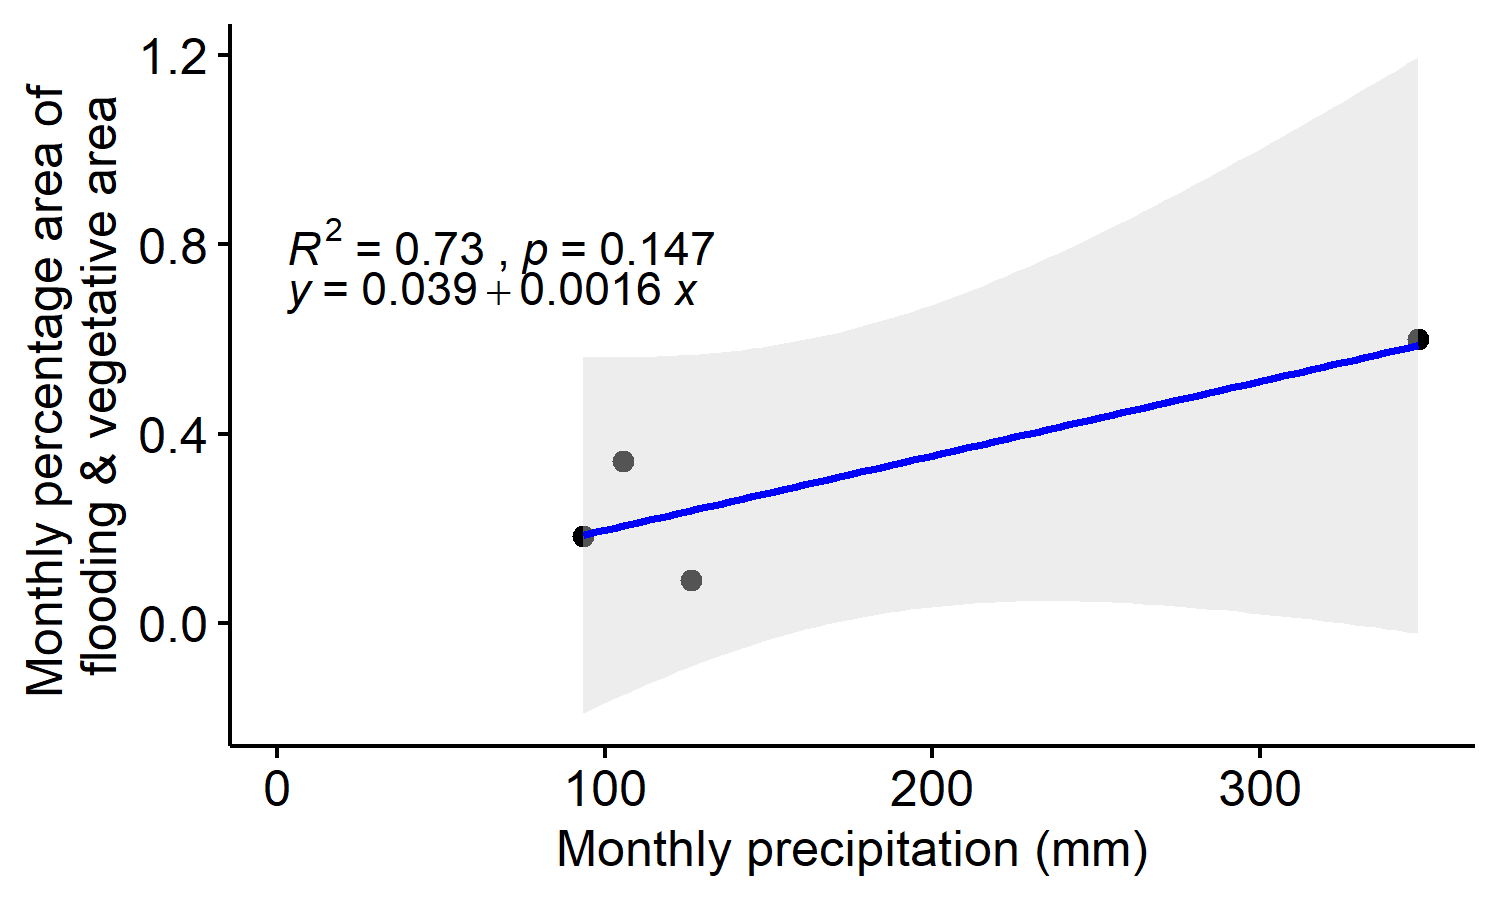 Monthly percentage area of
flooding & vegetative area
1.2
0.8
0.4
0.0
R² = 0.73 , p = 0.147
y = 0.039 + 0.0016 x
0 100 200 300
Monthly precipitation (mm)